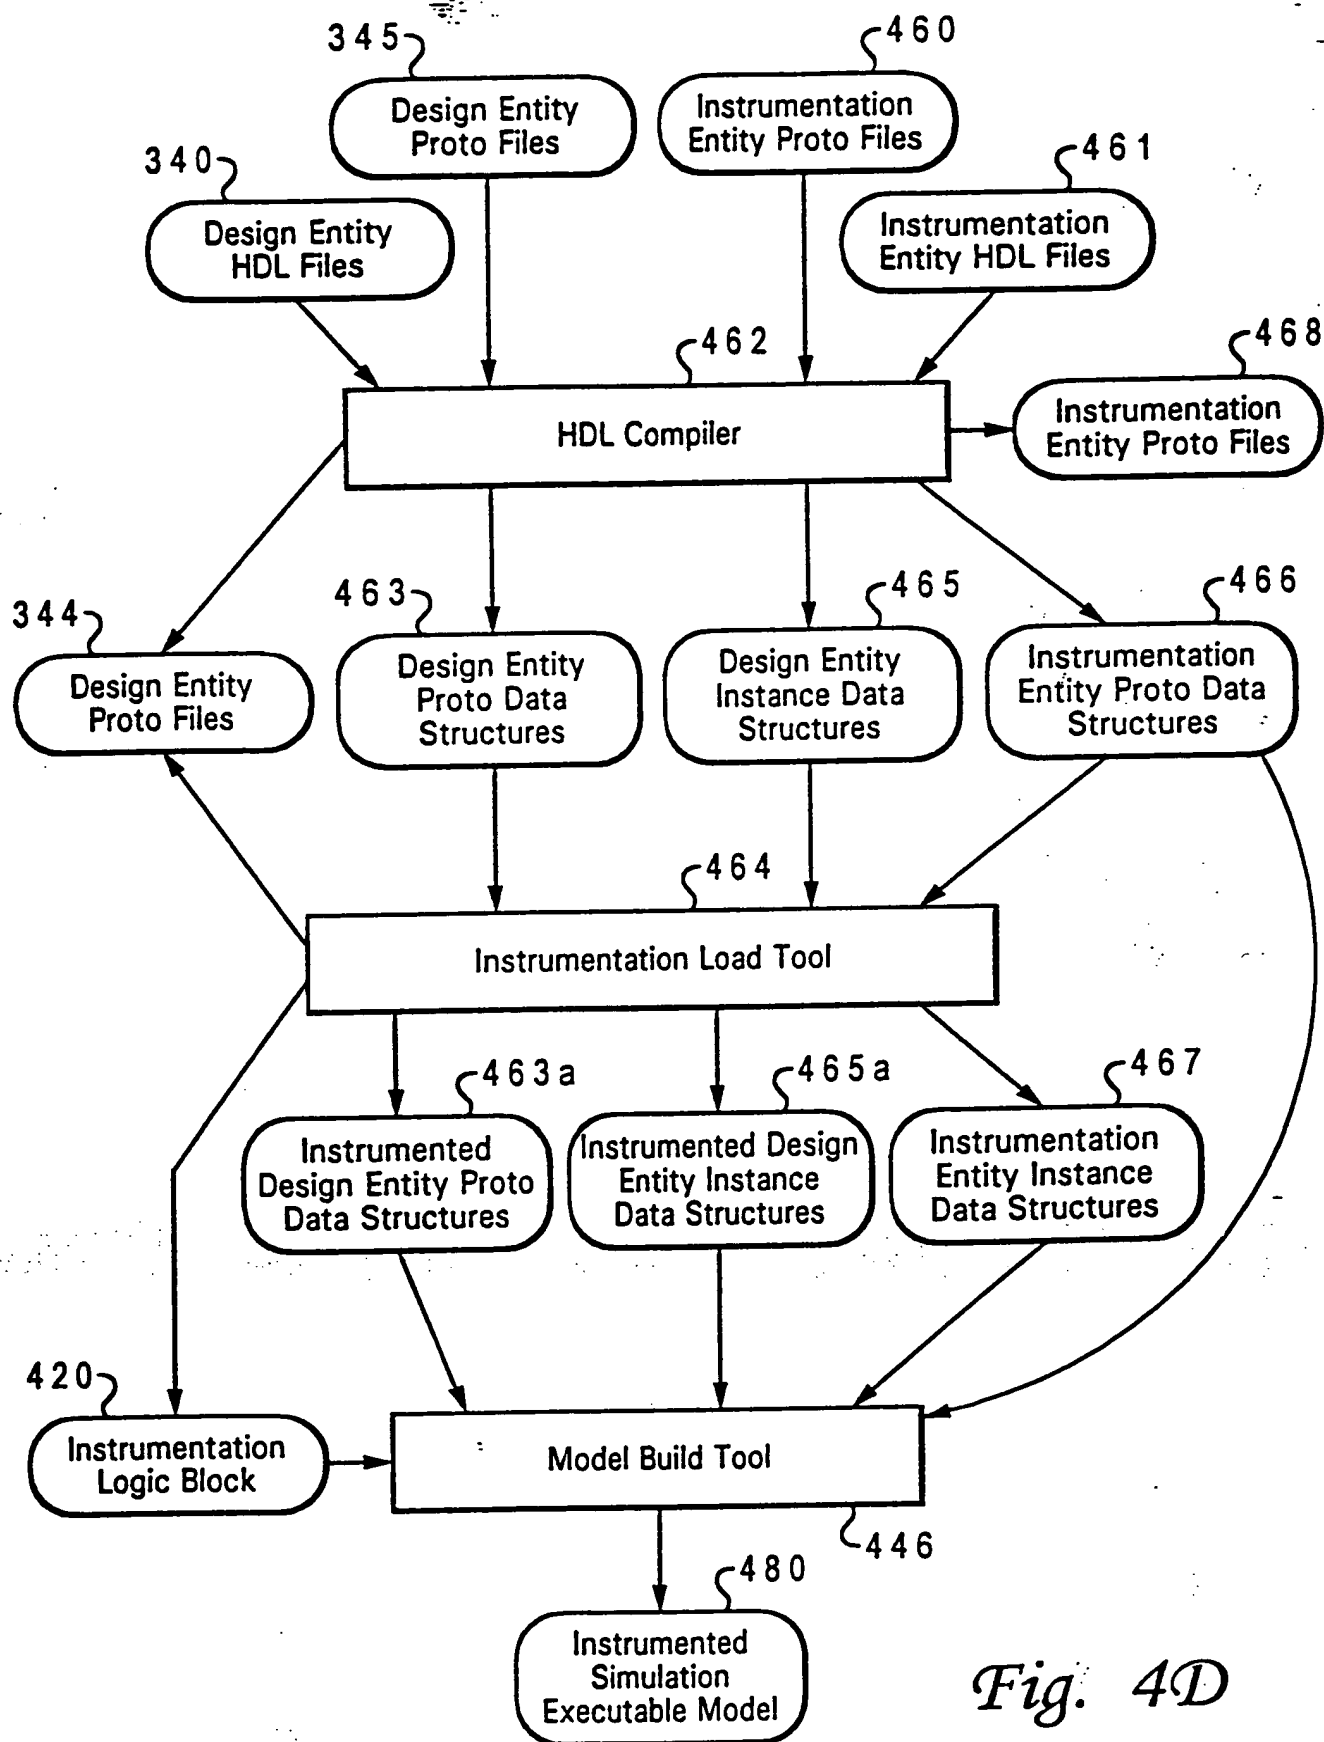 345
460
Design Entity
Proto Files
Instrumentation
Entity Proto Files
340
461
Design Entity
HDL Files
Instrumentation
Entity HDL Files
462
468
HDL Compiler
Instrumentation
Entity Proto Files
344
463
465
466
Design Entity
Proto Files
Design Entity
Proto Data
Structures
Design Entity
Instance Data
Structures
Instrumentation
Entity Proto Data
Structures
464
Instrumentation Load Tool
463a
465a
467
Instrumented
Design Entity Proto
Data Structures
Instrumented Design
Entity Instance
Data Structures
Instrumentation
Entity Instance
Data Structures
420
Instrumentation
Logic Block
Model Build Tool
446
480
Instrumented
Simulation
Executable Model
Fig. 4D